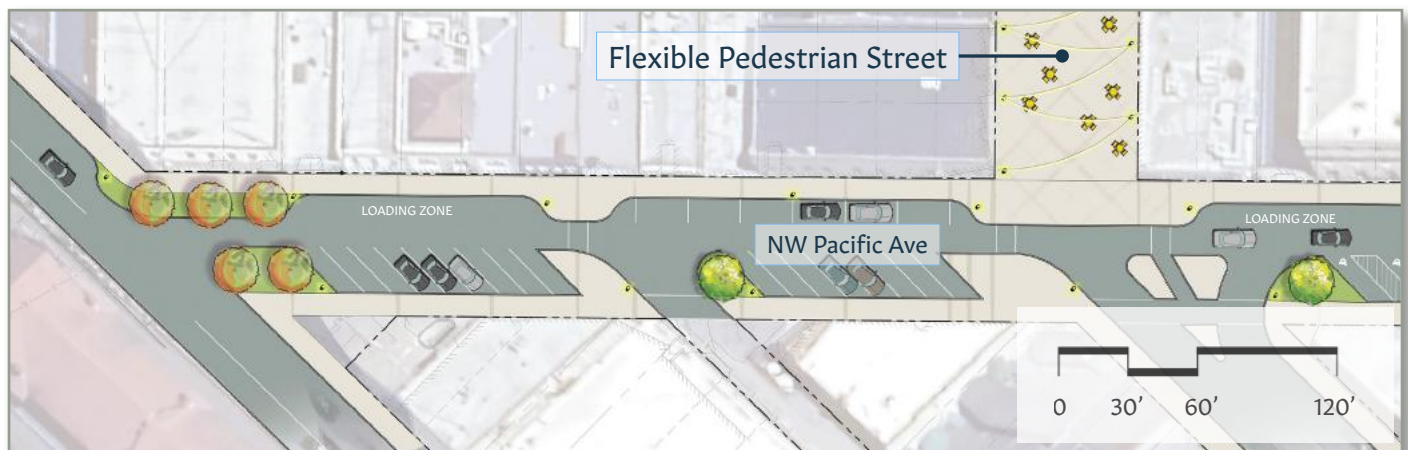 Flexible Pedestrian Street
LOADING ZONE
LOADING ZONE
NW Pacific Ave
0 30’ 60’ 120’